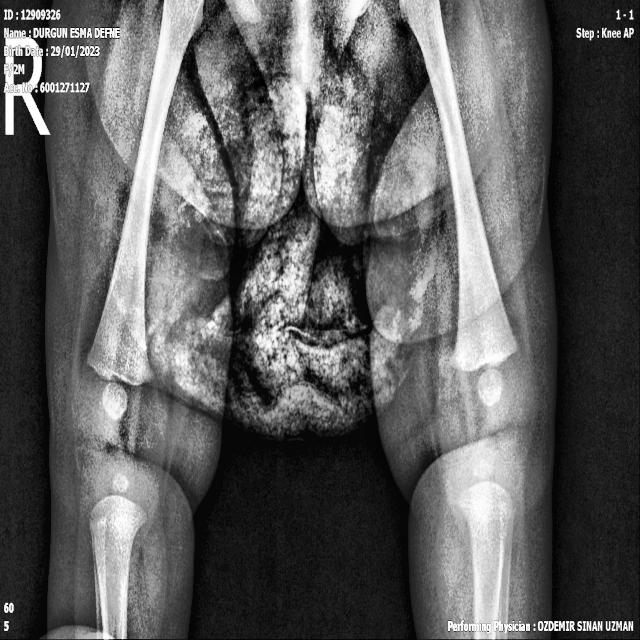 ID : 12909326
1 - 1
Name : DURGUN ESMA DEFNE
Step : Knee AP
Birth Date : 29/01/2023
2M
R
Acc. No : 6001271127
60
5
Performing Physician : OZDEMIR SINAN UZMAN